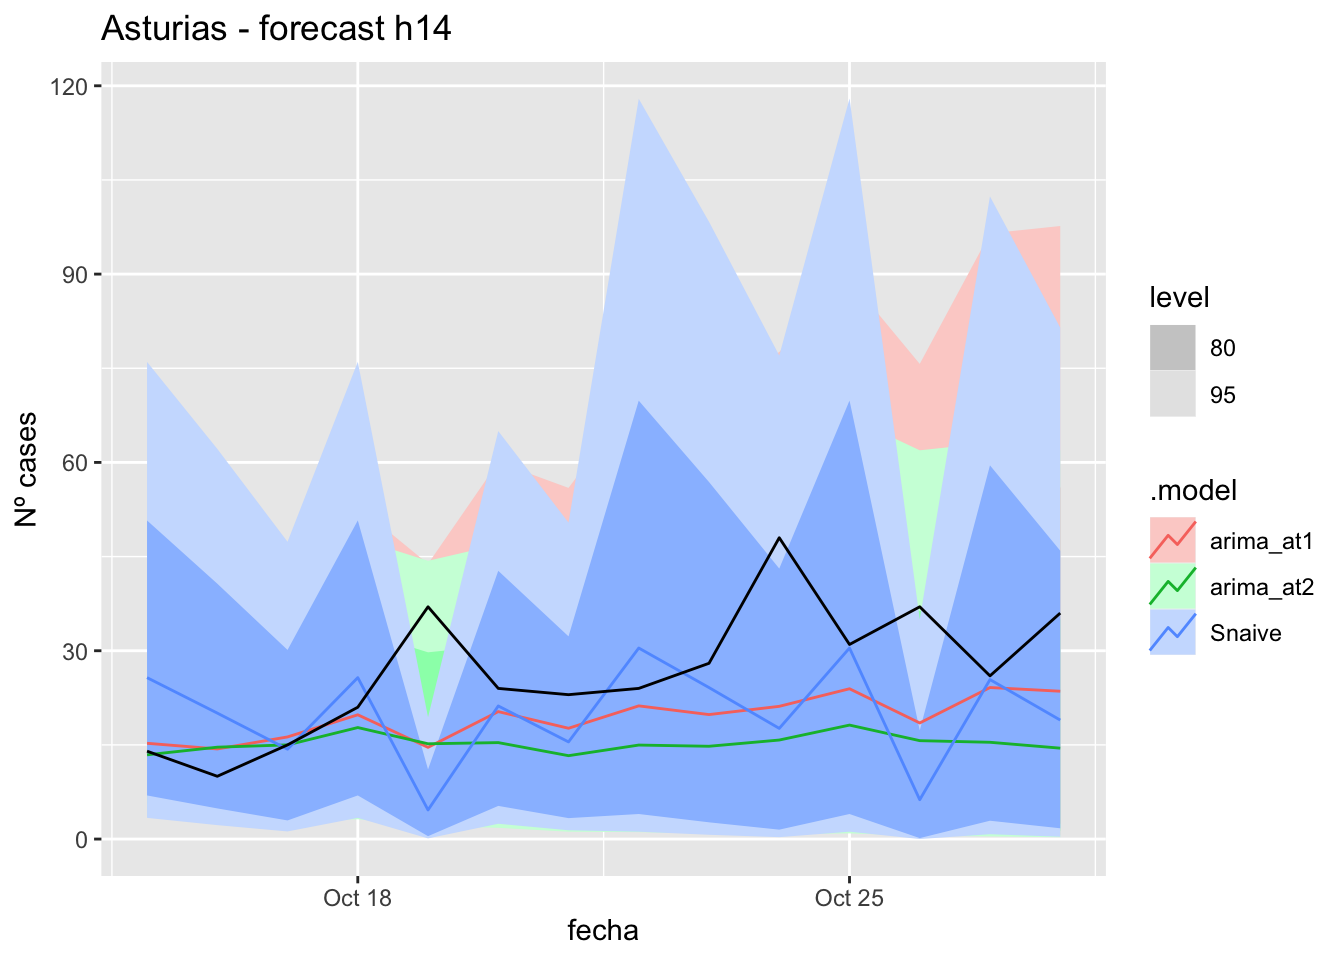 Asturias - forecast h14
120
90
60
30
0
Nº cases
Oct 18
Oct 25
fecha
level
80
95
.model
arima_at1
arima_at2
Snaive